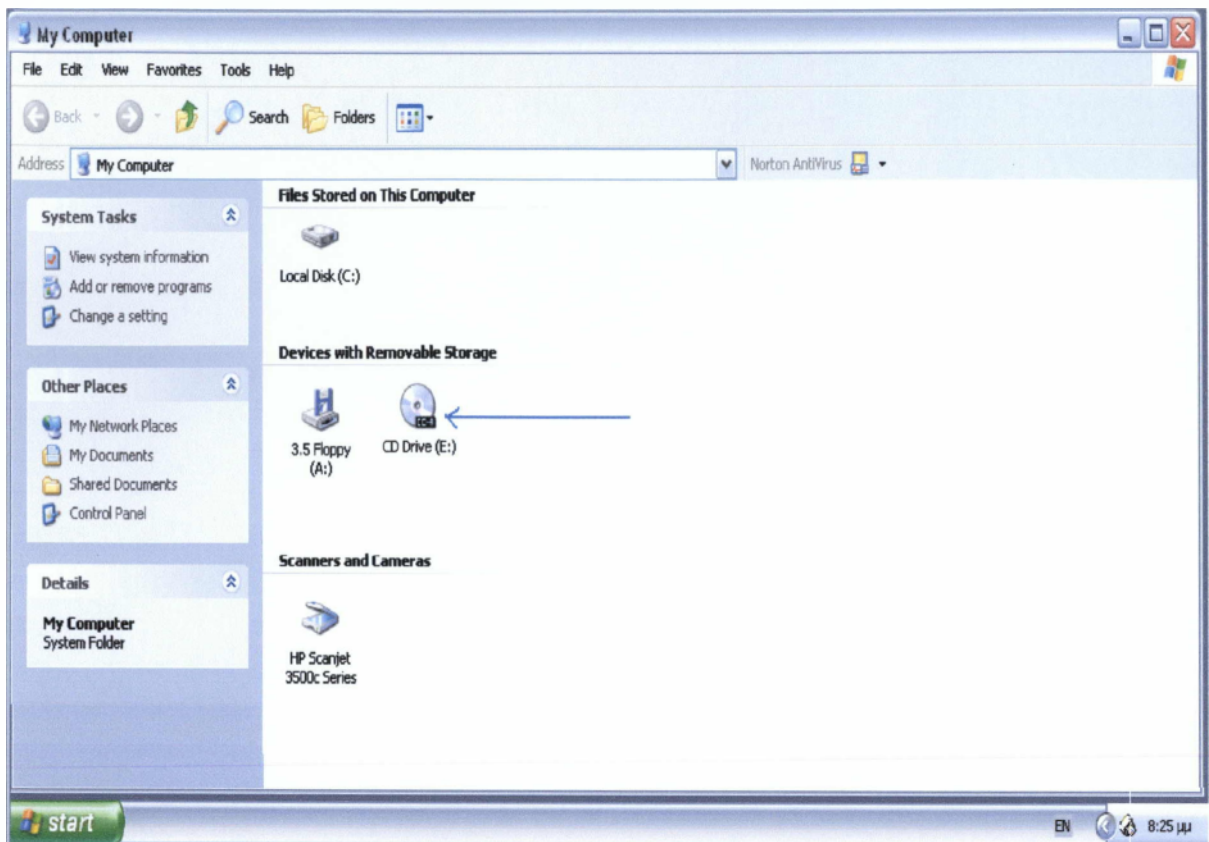 My Computer
File Edit View Favorites Tools Help
Back Search Folders
Address My Computer Norton AntiVirus
System Tasks
View system information
Add or remove programs
Change a setting
Other Places
My Network Places
My Documents
Shared Documents
Control Panel
Details
My Computer
System Folder
Files Stored on This Computer
Local Disk (C:)
Devices with Removable Storage
3.5 Floppy
(A:)
CD Drive (E:)
Scanners and Cameras
HP Scanjet
3500c Series
start EN 8:25 μμ